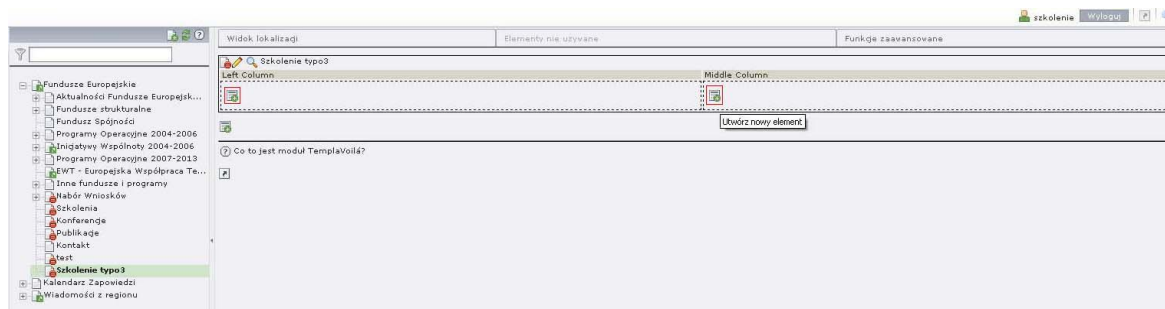 szkolenie Wyloguj
Widok lokalizacji Elementy nie używane Funkcje zaawansowane
Szkolenie typo3
Left Column Middle Column
Utwórz nowy element
Co to jest moduł TemplaVoilà?
Fundusze Europejskie
Aktualności Fundusze Europejsk...
Fundusze strukturalne
Fundusz Spójności
Programy Operacyjne 2004-2006
Inicjatywy Wspólnoty 2004-2006
Programy Operacyjne 2007-2013
EWT - Europejska Współpraca Te...
Inne fundusze i programy
Nabór Wniosków
Szkolenia
Konferencje
Publikacje
Kontakt
test
Szkolenie typo3
Kalendarz Zapowiedzi
Wiadomości z regionu